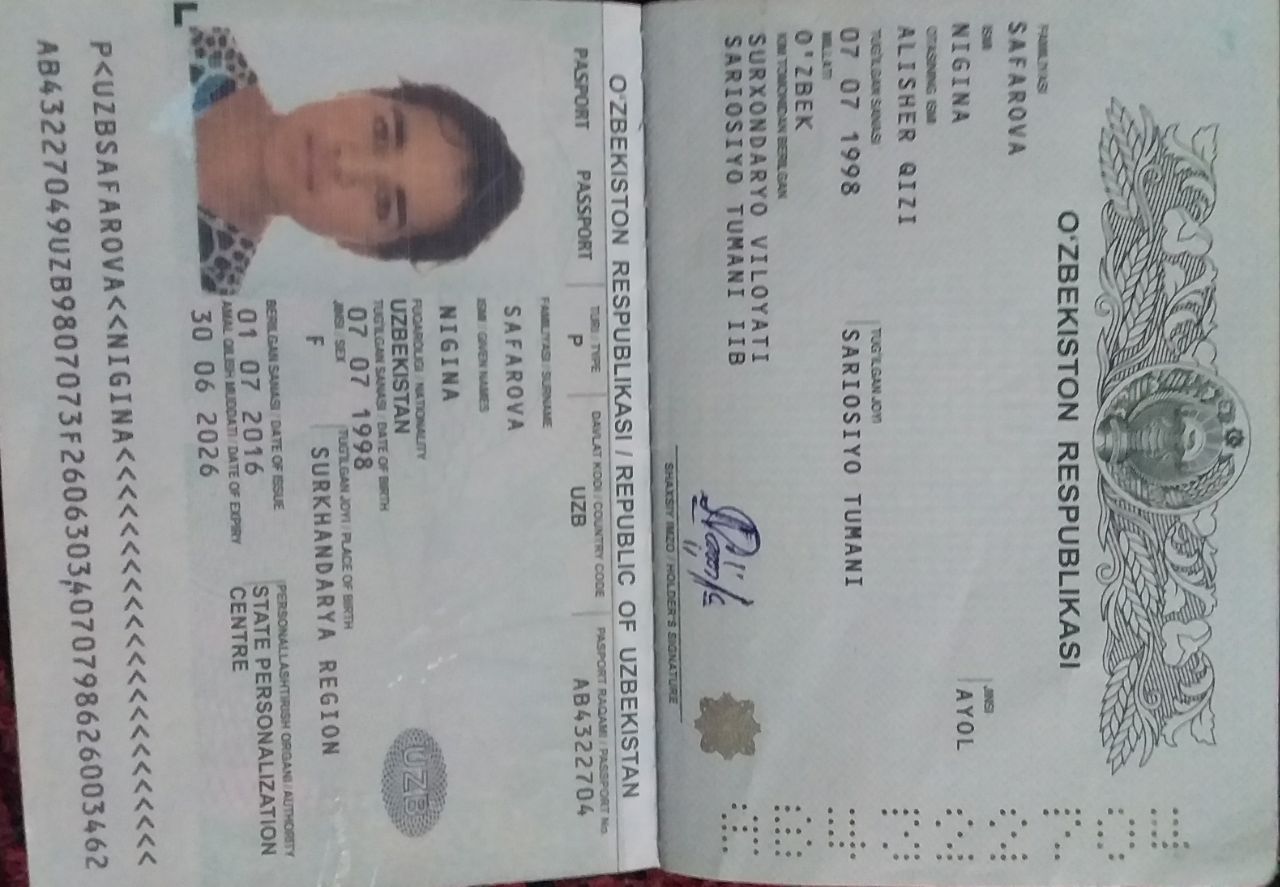 O'ZBEKISTON RESPUBLIKASI
FAMILIYASI
SAFAROVA
ISMI
NIGINA
JINSI
AYOL
OTASINING ISMI
ALISHER QIZI
TUG'ILGAN SANASI
07 07 1998
TUG'ILGAN JOYI
SARIOSIYO TUMANI
MILLATI
O'ZBEK
KIM TOMONIDAN BERILGAN
SURXONDARYO VILOYATI
SARIOSIYO TUMANI IIB
SHAXSIY IMZO / HOLDER'S SIGNATURE
O'ZBEKISTON RESPUBLIKASI / REPUBLIC OF UZBEKISTAN
PASPORT PASSPORT
TURI / TYPE
P
DAVLAT KODI / COUNTRY CODE
UZB
PASPORT RAQAMI / PASSPORT No.
AB4322704
FAMILIYASI / SURNAME
SAFAROVA
ISMI / GIVEN NAMES
NIGINA
FUQAROLIGI / NATIONALITY
UZBEKISTAN
TUG'ILGAN SANASI / DATE OF BIRTH
07 07 1998
JINSI / SEX
F
TUG'ILGAN JOYI / PLACE OF BIRTH
SURKHANDARYA REGION
UZB
BERILGAN SANASI / DATE OF ISSUE
01 07 2016
PERSONALLASHTIRISH ORGANI / AUTHORITY
STATE PERSONALIZATION
CENTRE
AMAL QILISH MUDDATI / DATE OF EXPIRY
30 06 2026
P<UZBSAFAROVA<<NIGINA<<<<<<<<<<<<<<<<<<<<<<<
AB43227049UZB9807073F26063034070798626003462